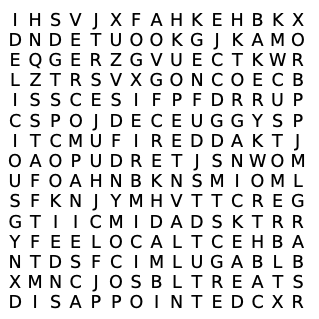 I H S V J X F A H K E H B K X
D N D E T U O O K G J K A M O
E Q G E R Z G V U E C T K W R
L Z T R S V X G O N C O E C B
I S S C E S I F P F D R R U P
C S P O J D E C E U G G Y S P
I T C M U F I R E D D A K T J
O A O P U D R E T J S N W O M
U F O A H N B K N S M I O M L
S F K N J Y M H V T T C R E G
G T I I C M I D A D S K T R R
Y F E E L O C A L T C E H B A
N T D S F C I M L U G A B L B
X M N C J O S B L T R E A T S
D I S A P P O I N T E D C X R